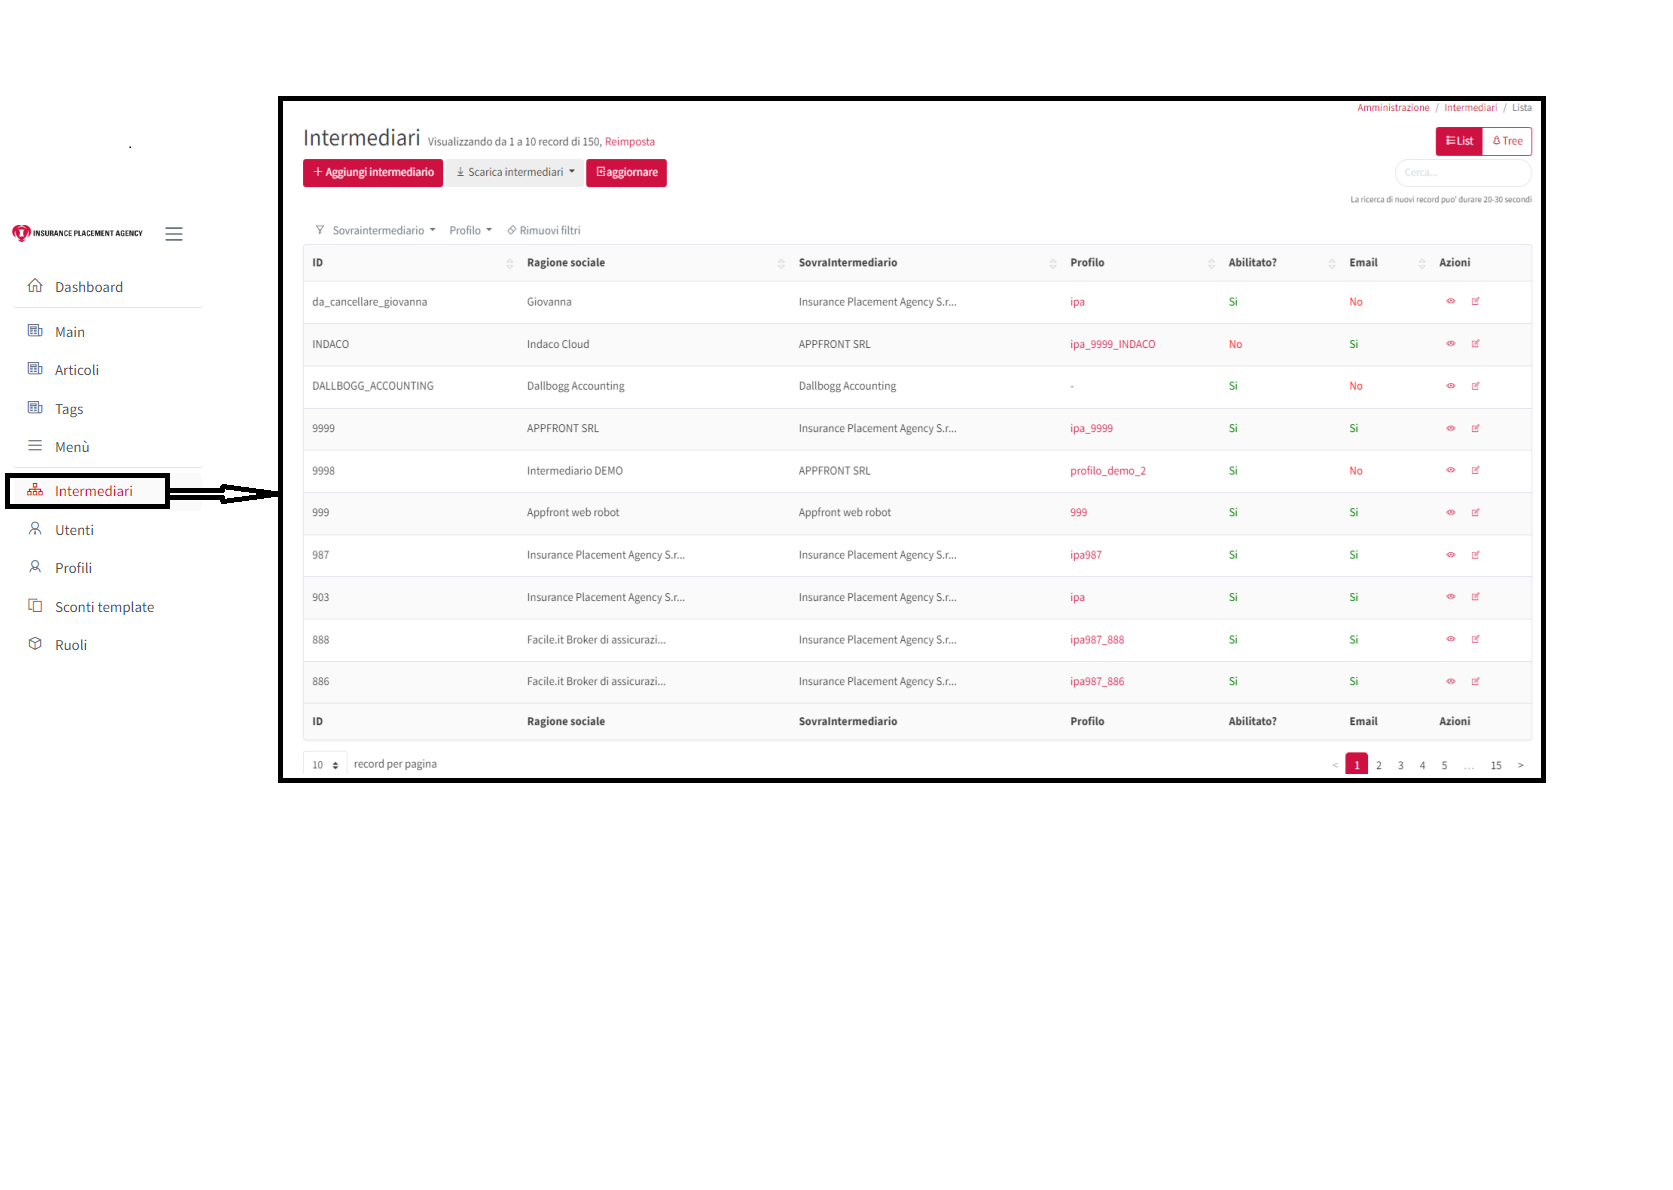 INSURANCE PLACEMENT AGENCY
Dashboard
Main
Articoli
Tags
Menù
Intermediari
Utenti
Profili
Sconti template
Ruoli
Amministrazione / Intermediari / Lista
Intermediari Visualizzando da 1 a 10 record di 150, Reimposta
List Tree
+ Aggiungi intermediario Scarica intermediari aggiornare
Cerca...
La ricerca di nuovi record puo' durare 20-30 secondi
Sovraintermediario Profilo Rimuovi filtri
ID Ragione sociale SovraIntermediario Profilo Abilitato? Email Azioni
da_cancellare_giovanna Giovanna Insurance Placement Agency S.r... ipa Si No
INDACO Indaco Cloud APPFRONT SRL ipa_9999_INDACO No Si
DALLBOGG_ACCOUNTING Dallbogg Accounting Dallbogg Accounting - Si No
9999 APPFRONT SRL Insurance Placement Agency S.r... ipa_9999 Si Si
9998 Intermediario DEMO APPFRONT SRL profilo_demo_2 Si No
999 Appfront web robot Appfront web robot 999 Si Si
987 Insurance Placement Agency S.r... Insurance Placement Agency S.r... ipa987 Si Si
903 Insurance Placement Agency S.r... Insurance Placement Agency S.r... ipa Si Si
888 Facile.it Broker di assicurazi... Insurance Placement Agency S.r... ipa987_888 Si Si
886 Facile.it Broker di assicurazi... Insurance Placement Agency S.r... ipa987_886 Si Si
ID Ragione sociale SovraIntermediario Profilo Abilitato? Email Azioni
10 record per pagina < 1 2 3 4 5 ... 15 >